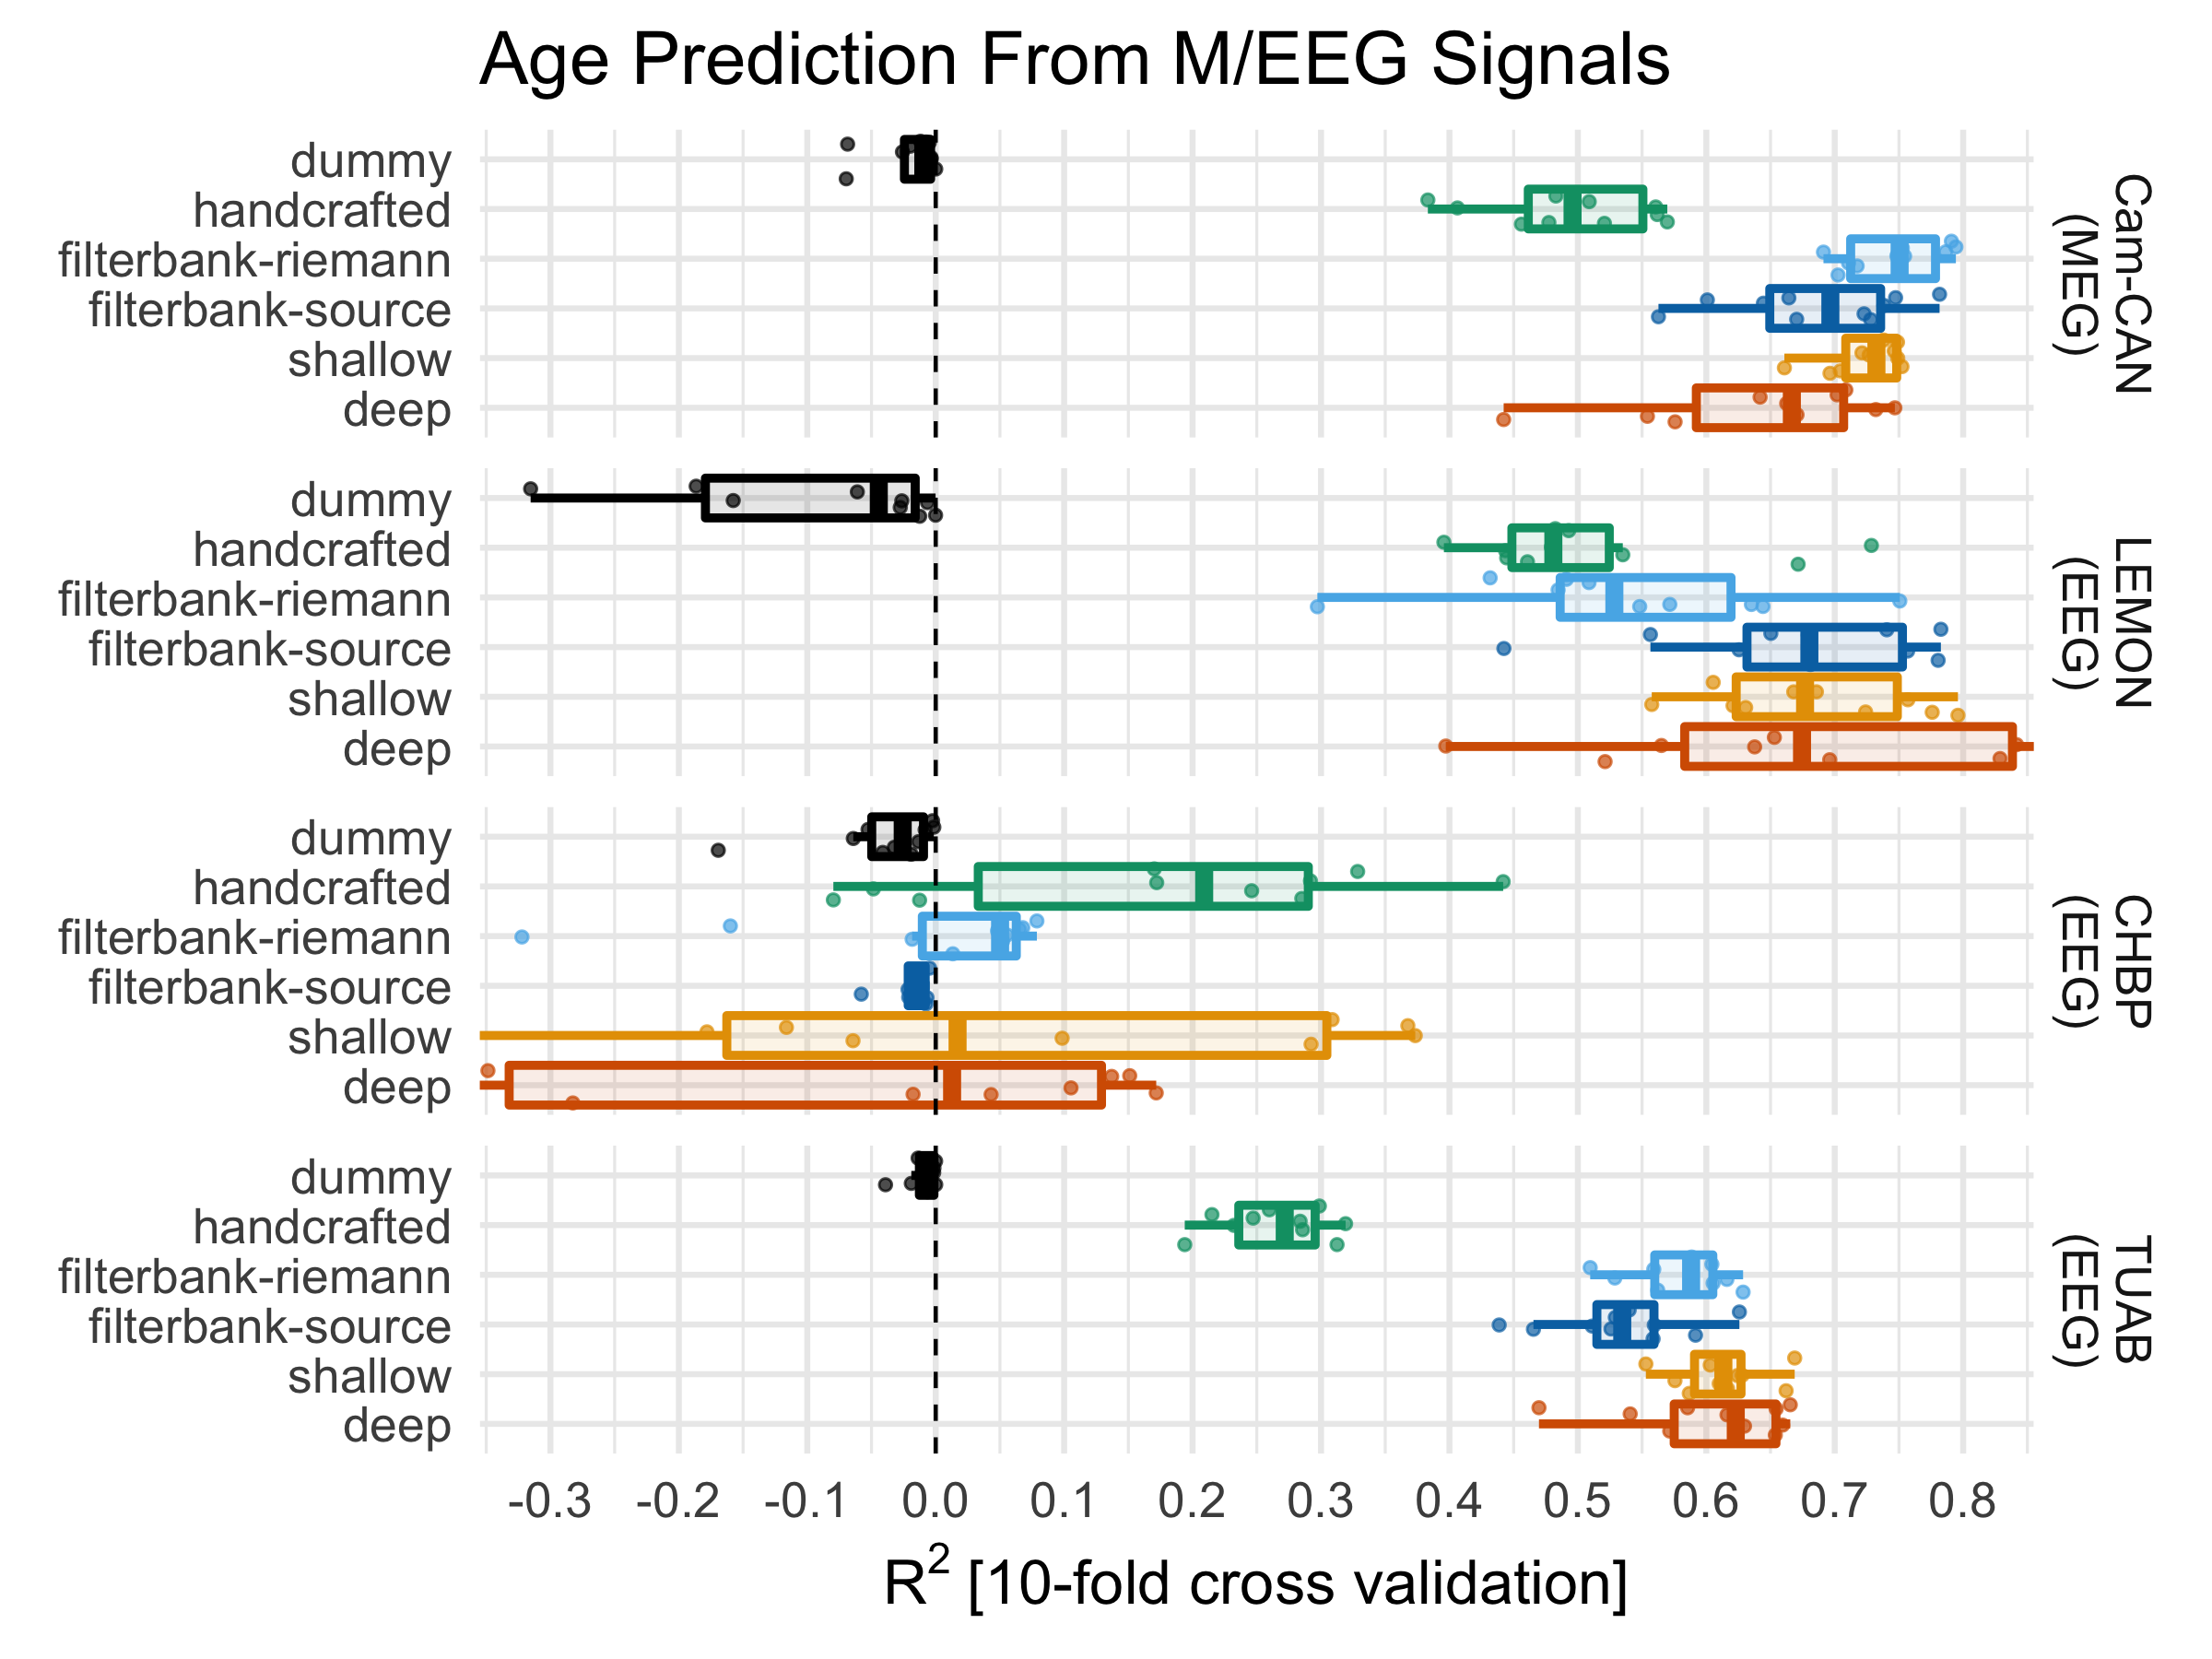 Age Prediction From M/EEG Signals
dummy
handcrafted
filterbank-riemann
filterbank-source
shallow
deep
Cam-CAN
(MEG)
dummy
handcrafted
filterbank-riemann
filterbank-source
shallow
deep
LEMON
(EEG)
dummy
handcrafted
filterbank-riemann
filterbank-source
shallow
deep
CHBP
(EEG)
dummy
handcrafted
filterbank-riemann
filterbank-source
shallow
deep
TUAB
(EEG)
-0.3 -0.2 -0.1 0.0 0.1 0.2 0.3 0.4 0.5 0.6 0.7 0.8
R² [10-fold cross validation]